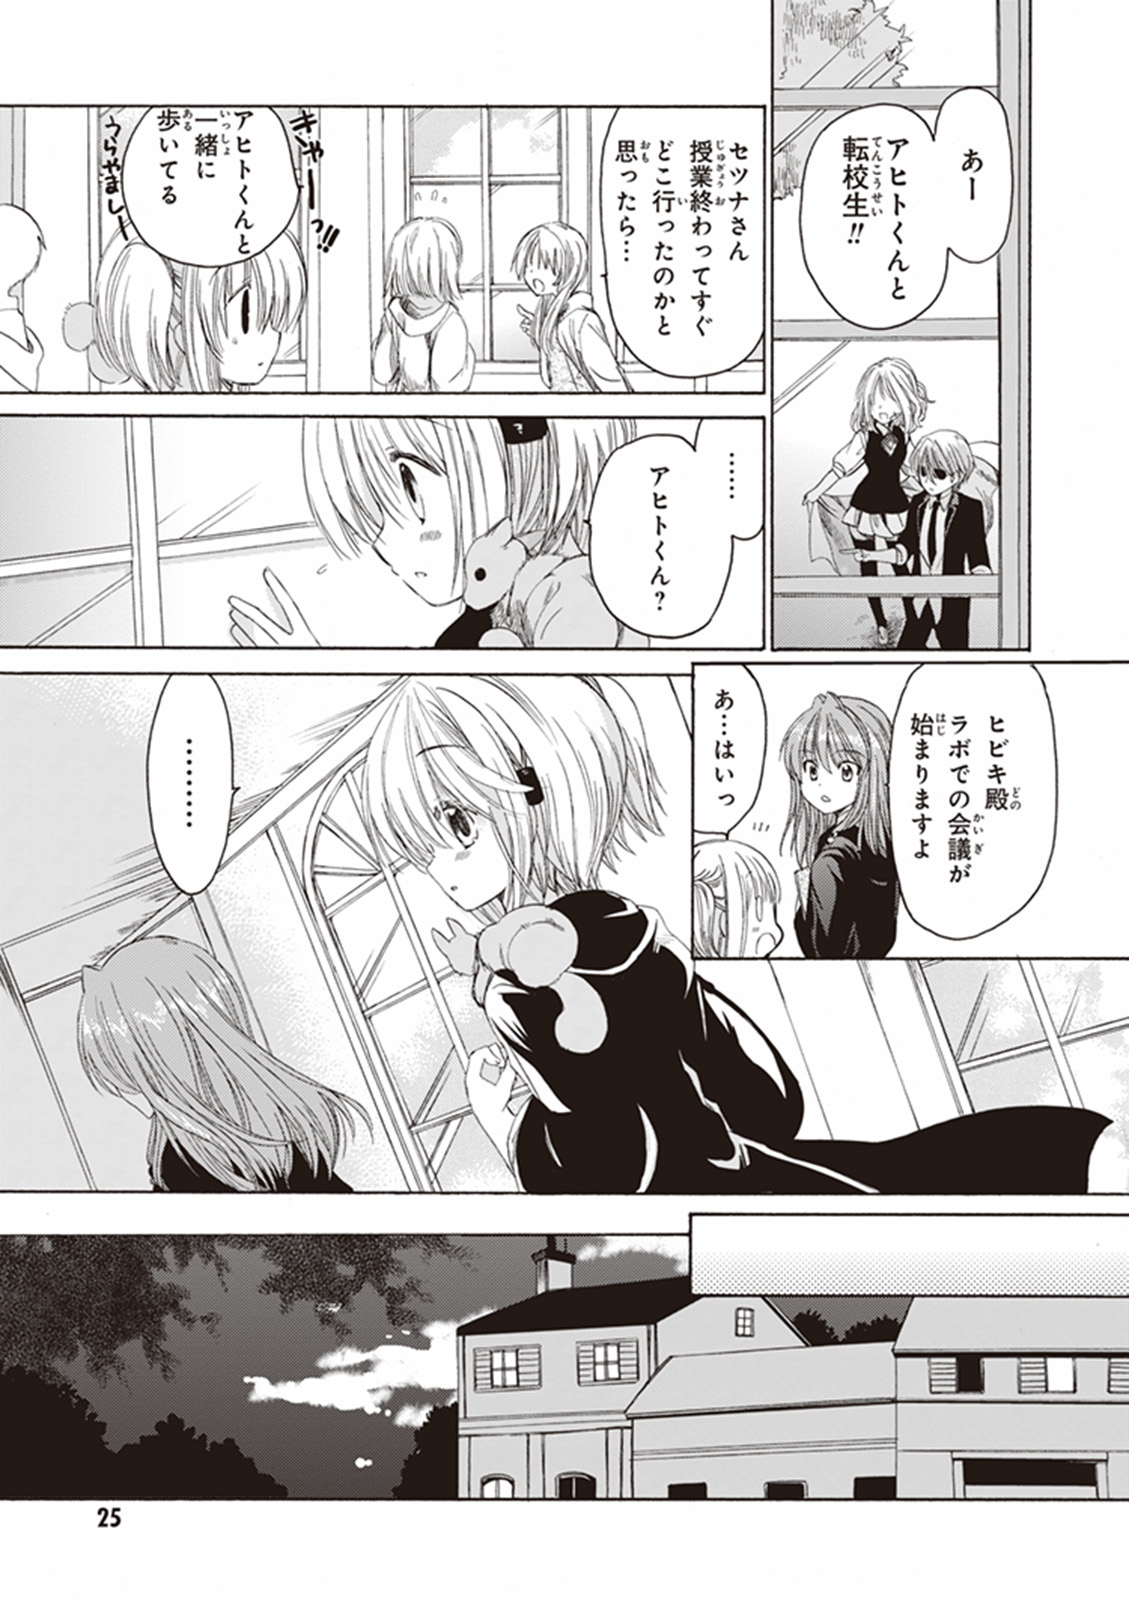 あー
アヒトくんと
転校生!!
セツナさん
授業終わってすぐ
どこ行ったのかと
思ったら…
きゃーっ!!
アヒトくんと
一緒に
歩いてる
うらやましー
……
アヒトくん?
ヒビキ殿
ラボでの会議が
始まりますよ
あ…はいっ
………
25